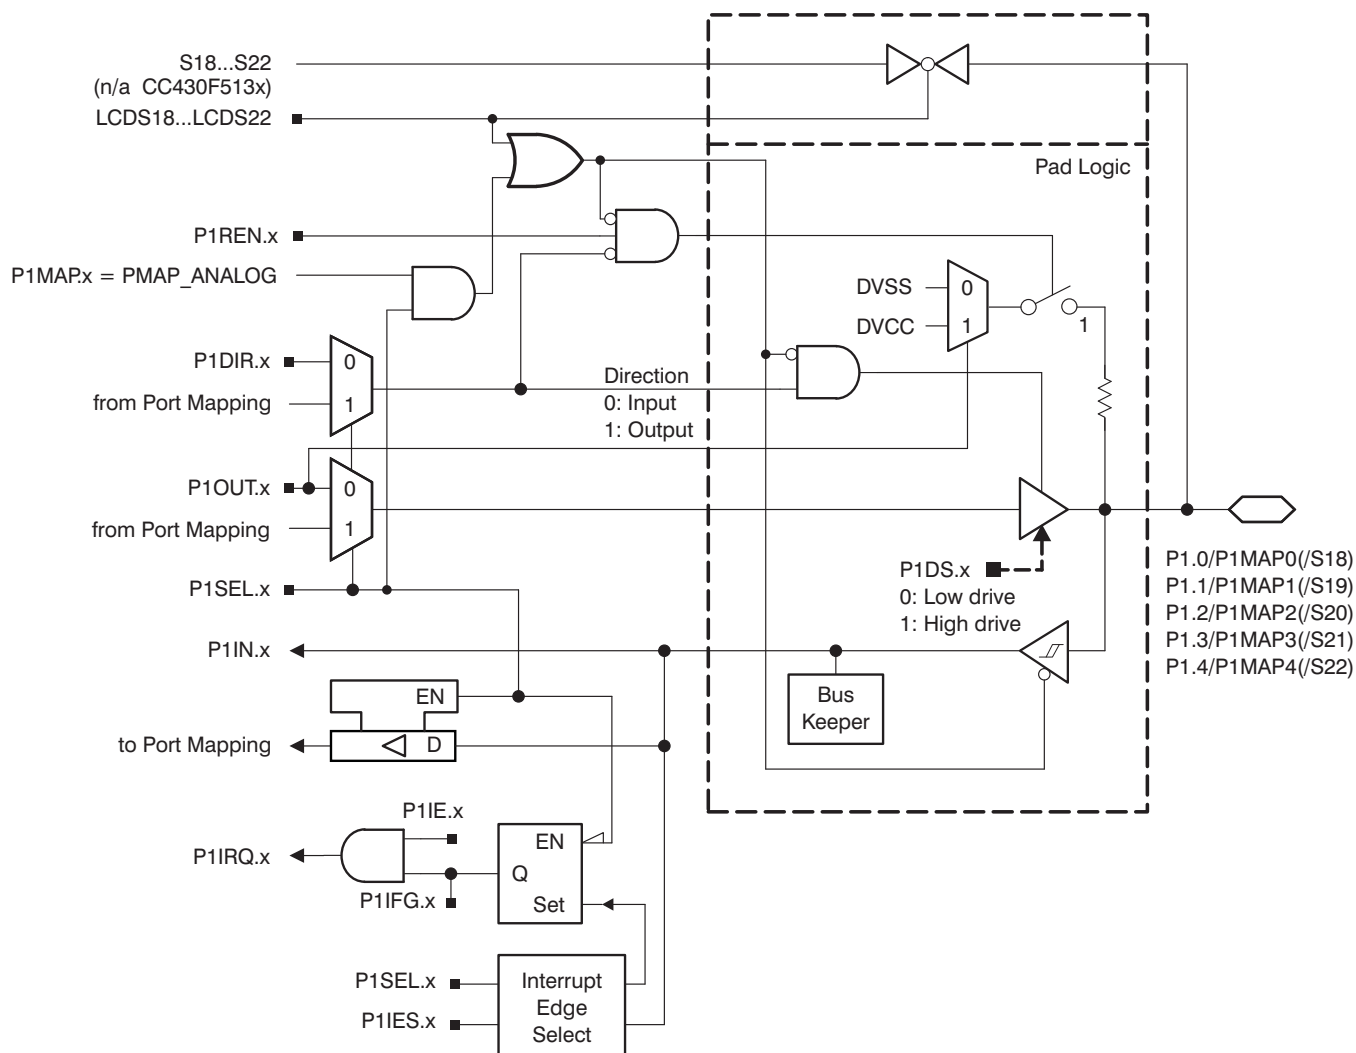 S18...S22
(n/a CC430F513x)
LCDS18...LCDS22
Pad Logic
P1REN.x
P1MAP.x = PMAP_ANALOG
DVSS
0
DVCC
1
1
P1DIR.x
0
from Port Mapping
1
Direction
0: Input
1: Output
P1OUT.x
0
from Port Mapping
1
P1SEL.x
P1DS.x
0: Low drive
1: High drive
P1.0/P1MAP0(/S18)
P1.1/P1MAP1(/S19)
P1.2/P1MAP2(/S20)
P1.3/P1MAP3(/S21)
P1.4/P1MAP4(/S22)
P1IN.x
EN
Bus
Keeper
to Port Mapping
D
P1IE.x
P1IRQ.x
EN
Q
P1IFG.x
Set
P1SEL.x
P1IES.x
Interrupt
Edge
Select